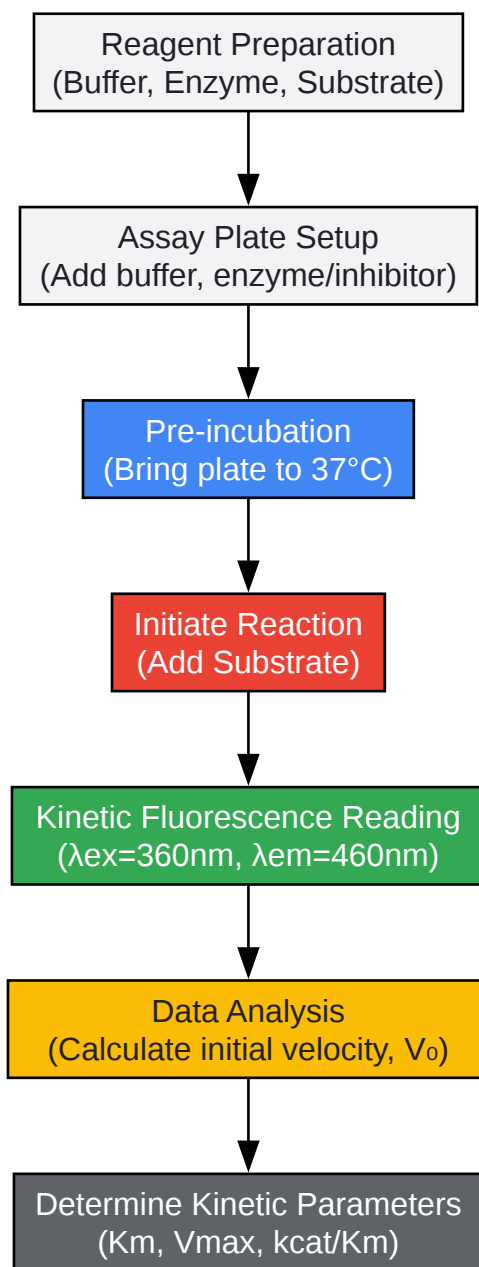 Reagent Preparation
(Buffer, Enzyme, Substrate)
Assay Plate Setup
(Add buffer, enzyme/inhibitor)
Pre-incubation
(Bring plate to 37°C)
Initiate Reaction
(Add Substrate)
Kinetic Fluorescence Reading
(λex=360nm, λem=460nm)
Data Analysis
(Calculate initial velocity, V₀)
Determine Kinetic Parameters
(Km, Vmax, kcat/Km)